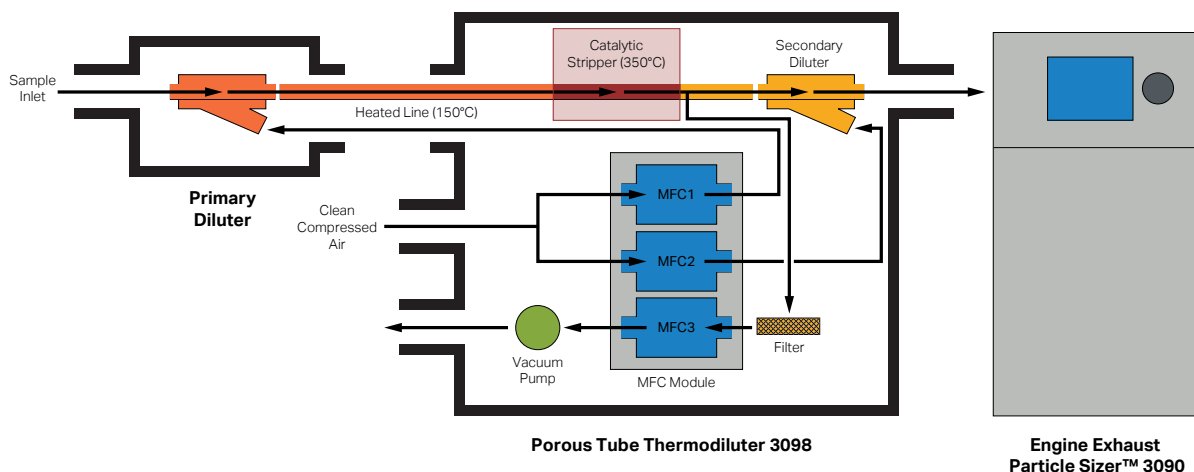 Catalytic
Stripper (350°C)
Secondary
Diluter
Sample
Inlet
Heated Line (150°C)
Primary
Diluter
MFC1
Clean
Compressed
Air
MFC2
MFC3
Filter
Vacuum
Pump
MFC Module
Porous Tube Thermodiluter 3098
Engine Exhaust
Particle Sizer™ 3090